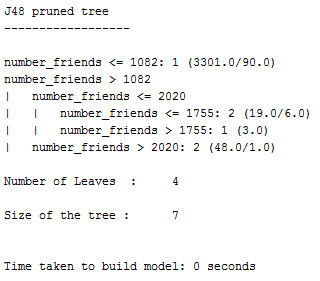 J48 pruned tree
------------------
number_friends <= 1082: 1 (3301.0/90.0)
number_friends > 1082
|   number_friends <= 2020
|   |   number_friends <= 1755: 2 (19.0/6.0)
|   |   number_friends > 1755: 1 (3.0)
|   number_friends > 2020: 2 (48.0/1.0)
Number of Leaves  :     4
Size of the tree :      7
Time taken to build model: 0 seconds